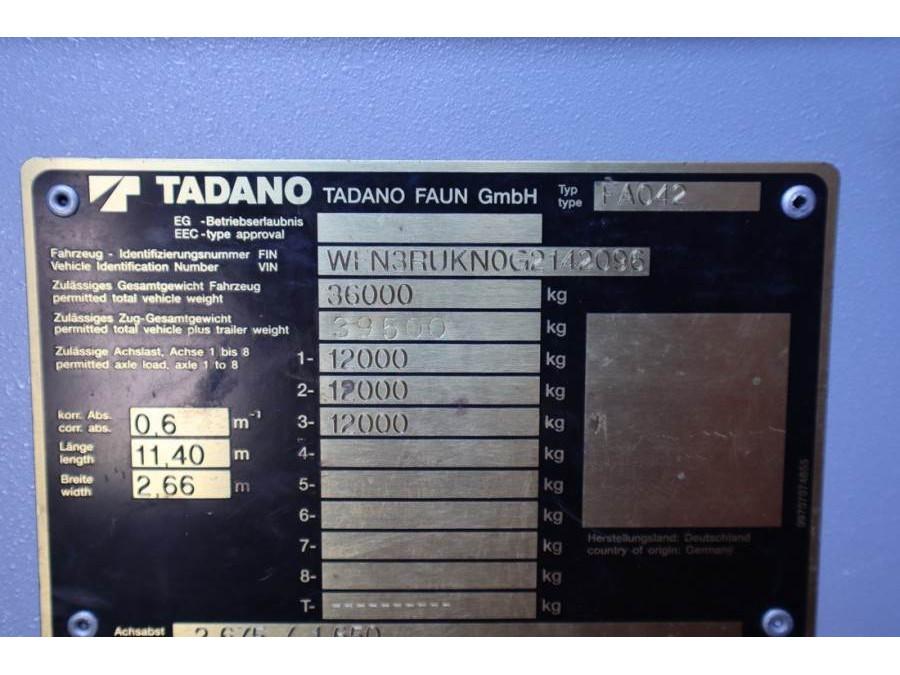 TADANO TADANO FAUN GmbH Typ type FA042
EG -Betriebserlaubnis
EEC-type approval
Fahrzeug - Identifizierungsnummer FIN
Vehicle Identification Number VIN WFN3RUKN0G2142096
Zulässiges Gesamtgewicht Fahrzeug
permitted total vehicle weight 36000 kg
Zulässiges Zug-Gesamtgewicht
permitted total vehicle plus trailer weight 39500 kg
Zulässige Achslast, Achse 1 bis 8
permitted axle load, axle 1 to 8
1- 12000 kg
2- 12000 kg
3- 12000 kg
4- kg
5- kg
6- kg
7- kg
8- kg
T- ---------- kg
korr. Abs.
corr. abs. 0,6 m⁻¹
Länge
length 11,40 m
Breite
width 2,66 m
99707074855
Herstellungsland: Deutschland
country of origin: Germany
Achsabst 2.675 / 1.650